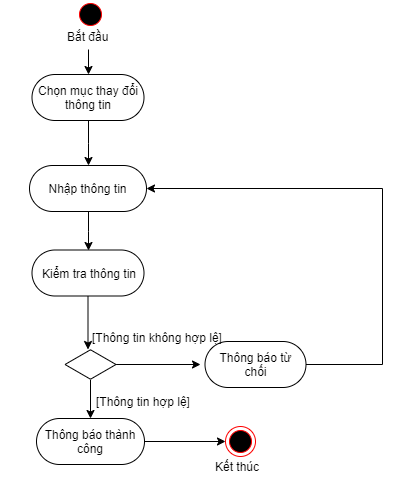 Bắt đầu
Chọn mục thay đổi
thông tin
Nhập thông tin
Kiểm tra thông tin
[Thông tin không hợp lệ]
Thông báo từ
chối
[Thông tin hợp lệ]
Thông báo thành
công
Kết thúc